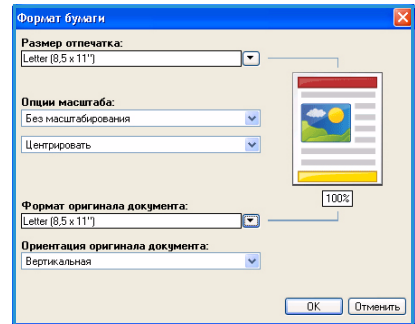 Формат бумаги
Размер отпечатка:
Letter (8,5 x 11")
Опции масштаба:
Без масштабирования
Центрировать
100%
Формат оригинала документа:
Letter (8,5 x 11")
Ориентация оригинала документа:
Вертикальная
OK
Отменить